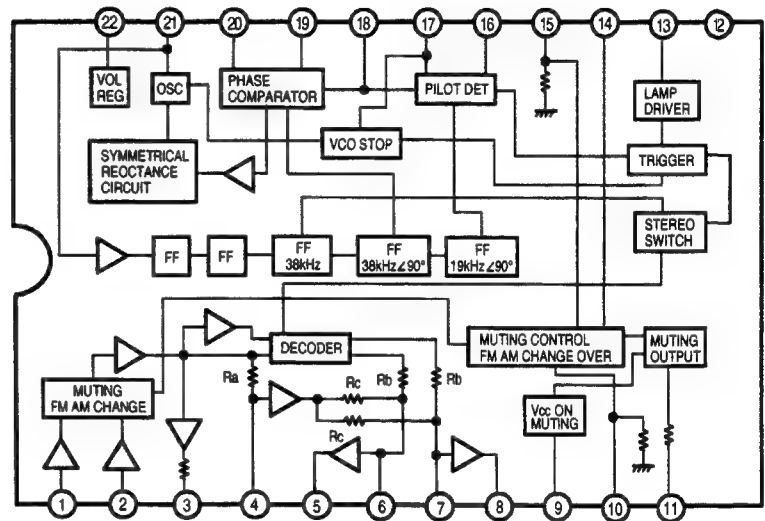 22 21 20 19 18 17 16 15 14 13 12
VOL
REG
OSC
PHASE
COMPARATOR
PILOT DET
LAMP
DRIVER
VCO STOP
TRIGGER
SYMMETRICAL
REOCTANCE
CIRCUIT
STEREO
SWITCH
FF
FF
FF
38kHz
FF
38kHz∠90°
FF
19kHz∠90°
DECODER
MUTING CONTROL
FM AM CHANGE OVER
MUTING
OUTPUT
MUTING
FM AM CHANGE
Ra
Rc
Rb
Rb
Rc
Vcc ON
MUTING
1 2 3 4 5 6 7 8 9 10 11